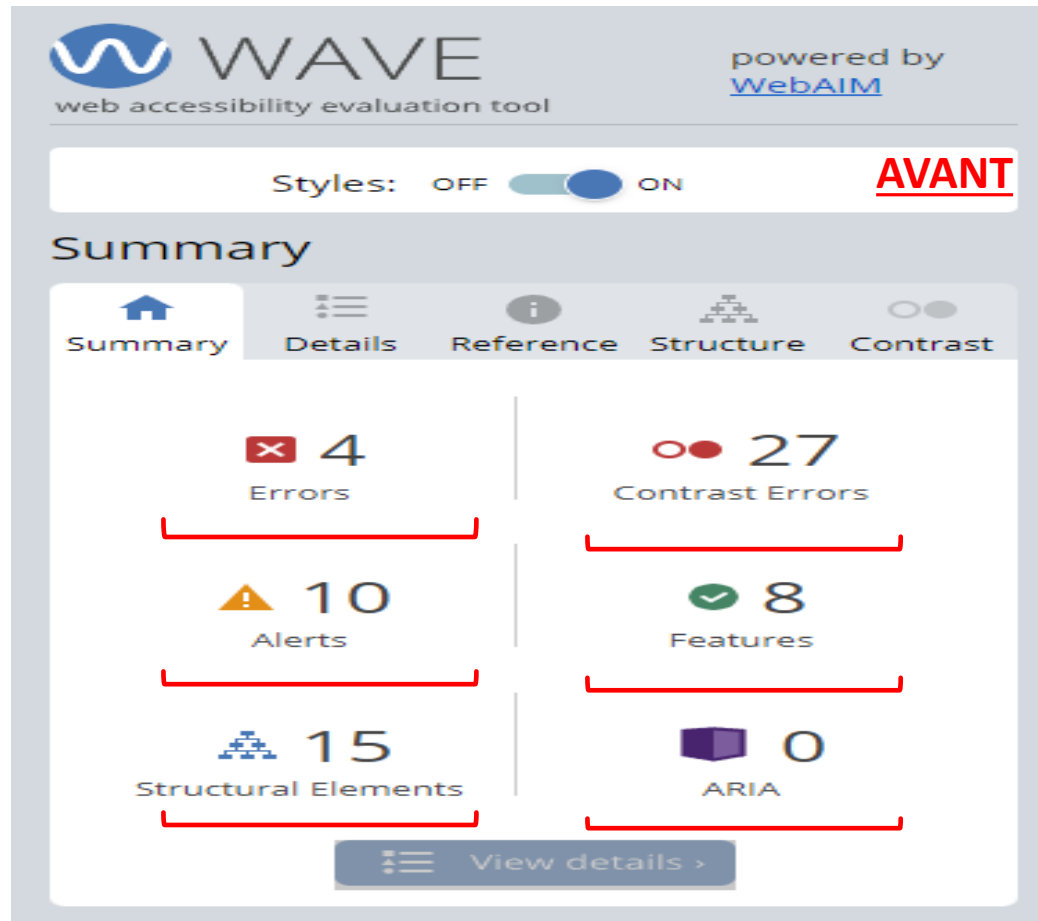 WAVE
powered by
WebAIM
web accessibility evaluation tool
Styles: OFF ON
AVANT
Summary
Summary Details Reference Structure Contrast
4 27
Errors Contrast Errors
10 8
Alerts Features
15 0
Structural Elements ARIA
View details ›